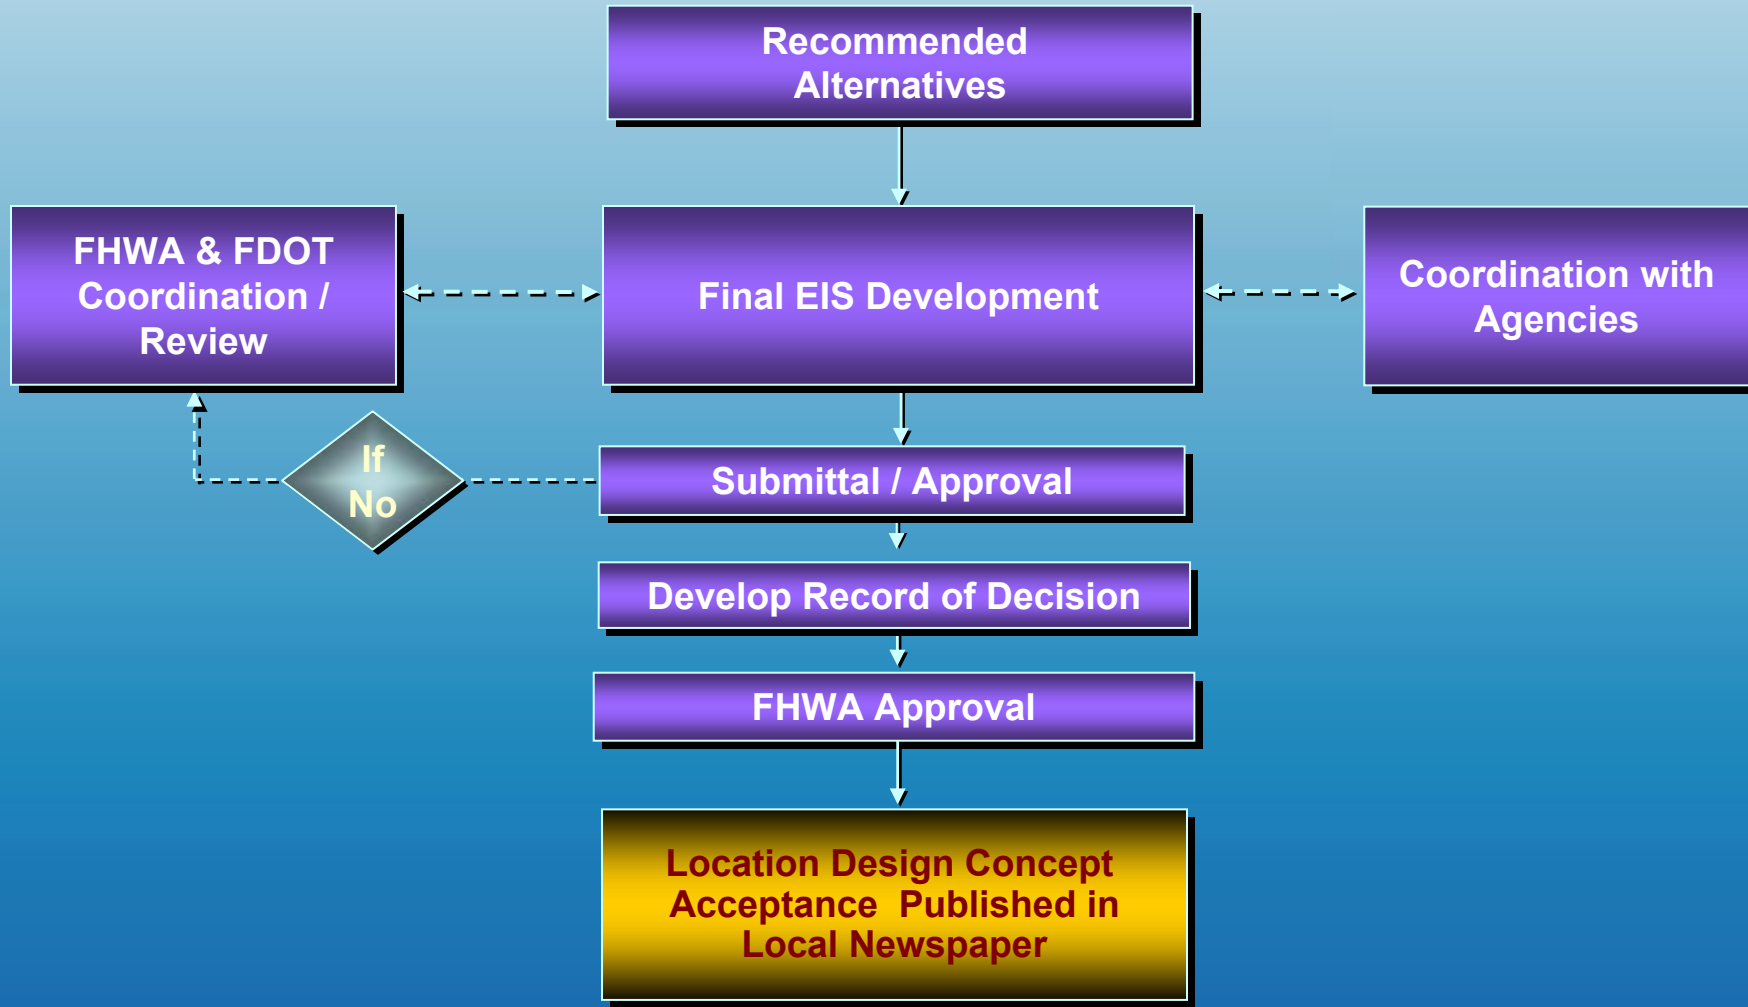 Recommended
Alternatives
FHWA & FDOT
Coordination /
Review
Final EIS Development
Coordination with
Agencies
If
No
Submittal / Approval
Develop Record of Decision
FHWA Approval
Location Design Concept
Acceptance  Published in
Local Newspaper